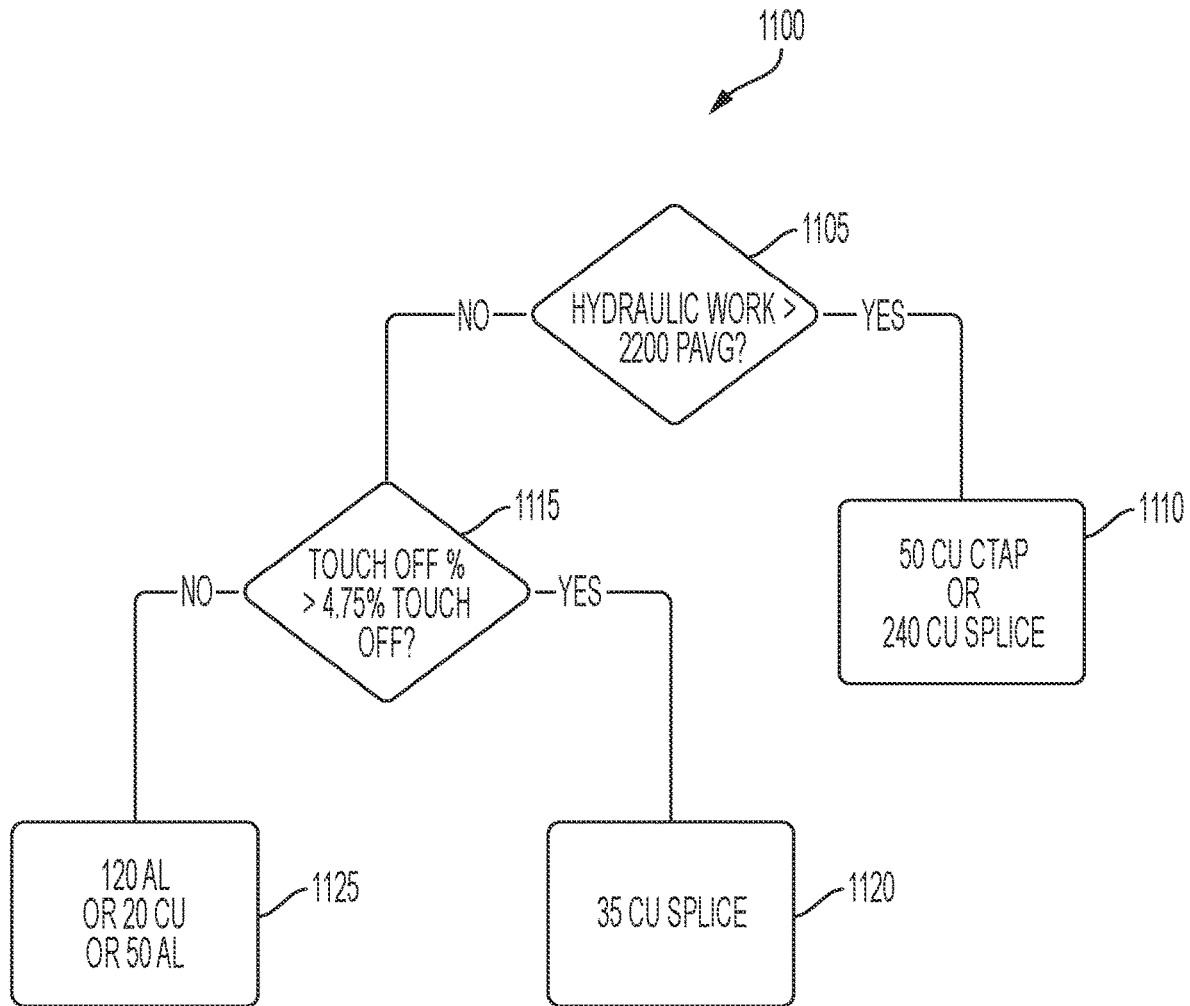 1100
1105
HYDRAULIC WORK >
2200 PAVG?
NO
YES
1110
50 CU CTAP
OR
240 CU SPLICE
1115
TOUCH OFF %
> 4.75% TOUCH
OFF?
NO
YES
1125
120 AL
OR 20 CU
OR 50 AL
1120
35 CU SPLICE